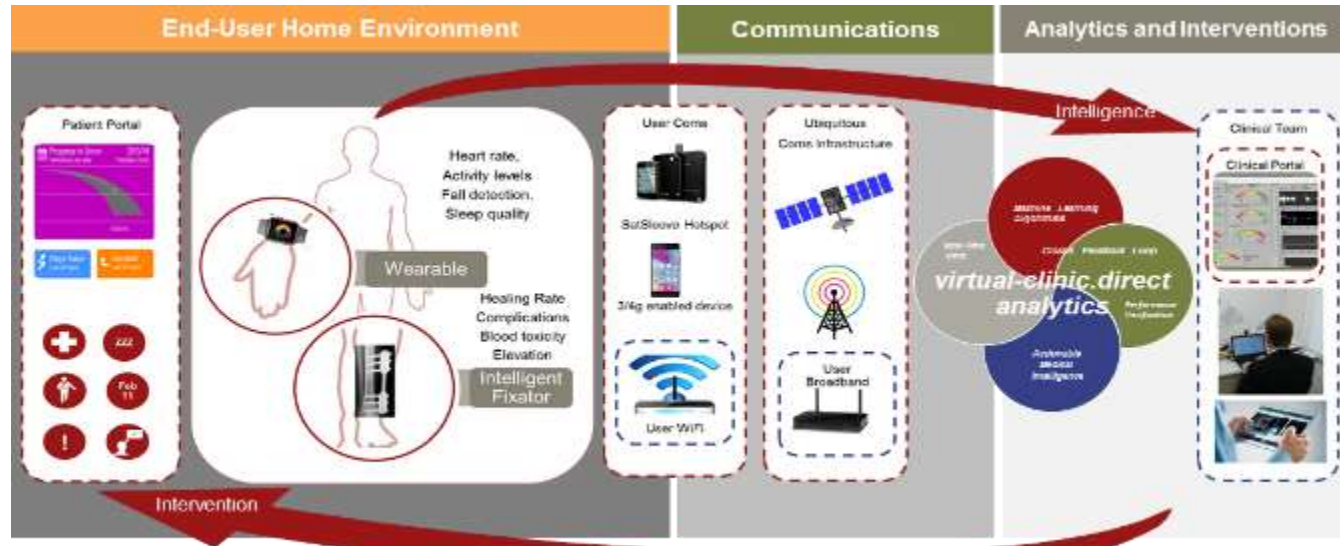 End-User Home Environment
Communications
Analytics and Interventions
Patient Portal
Heart rate,
Activity levels
Fall detection,
Sleep quality
Wearable
Healing Rate
Complications
Blood toxicity
Elevation
Intelligent
Fixator
zzz
Feb
11
!
User Coms
SatSleeve Hotspot
3/4g enabled device
User WiFi
Ubiquitous
Coms Infrastructure
User
Broadband
Intelligence
Machine Learning
Algorithms
virtual-clinic.direct
analytics
Performance
Verification
Actionable
Medical
Intelligence
Clinical Team
Clinical Portal
Intervention